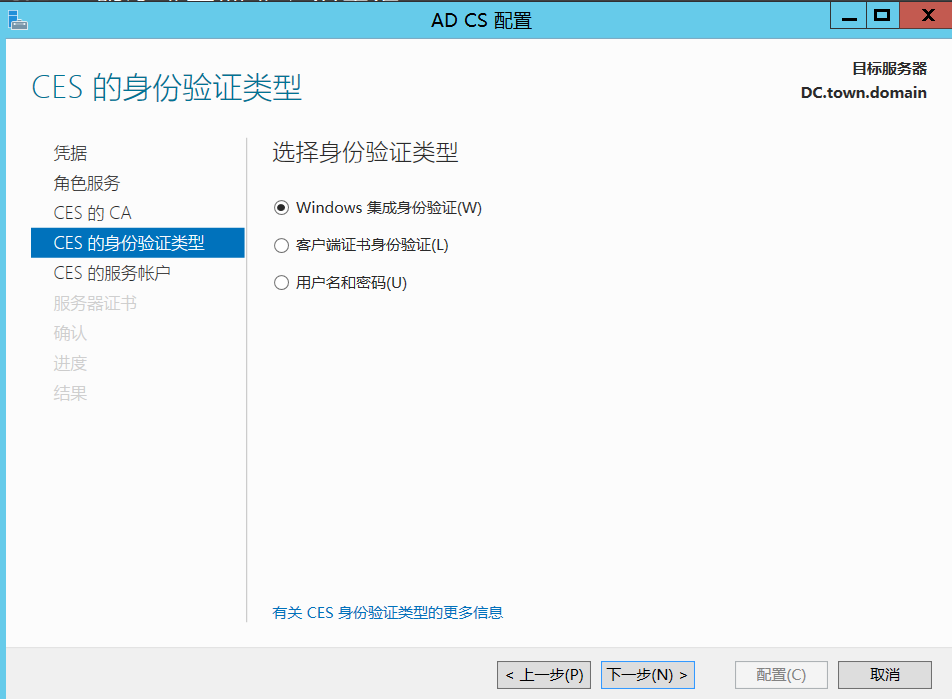 AD CS 配置
CES 的身份验证类型
目标服务器
DC.town.domain
凭据
角色服务
CES 的 CA
CES 的身份验证类型
CES 的服务帐户
服务器证书
确认
进度
结果
选择身份验证类型
Windows 集成身份验证(W)
客户端证书身份验证(L)
用户名和密码(U)
有关 CES 身份验证类型的更多信息
< 上一步(P)
下一步(N) >
配置(C)
取消